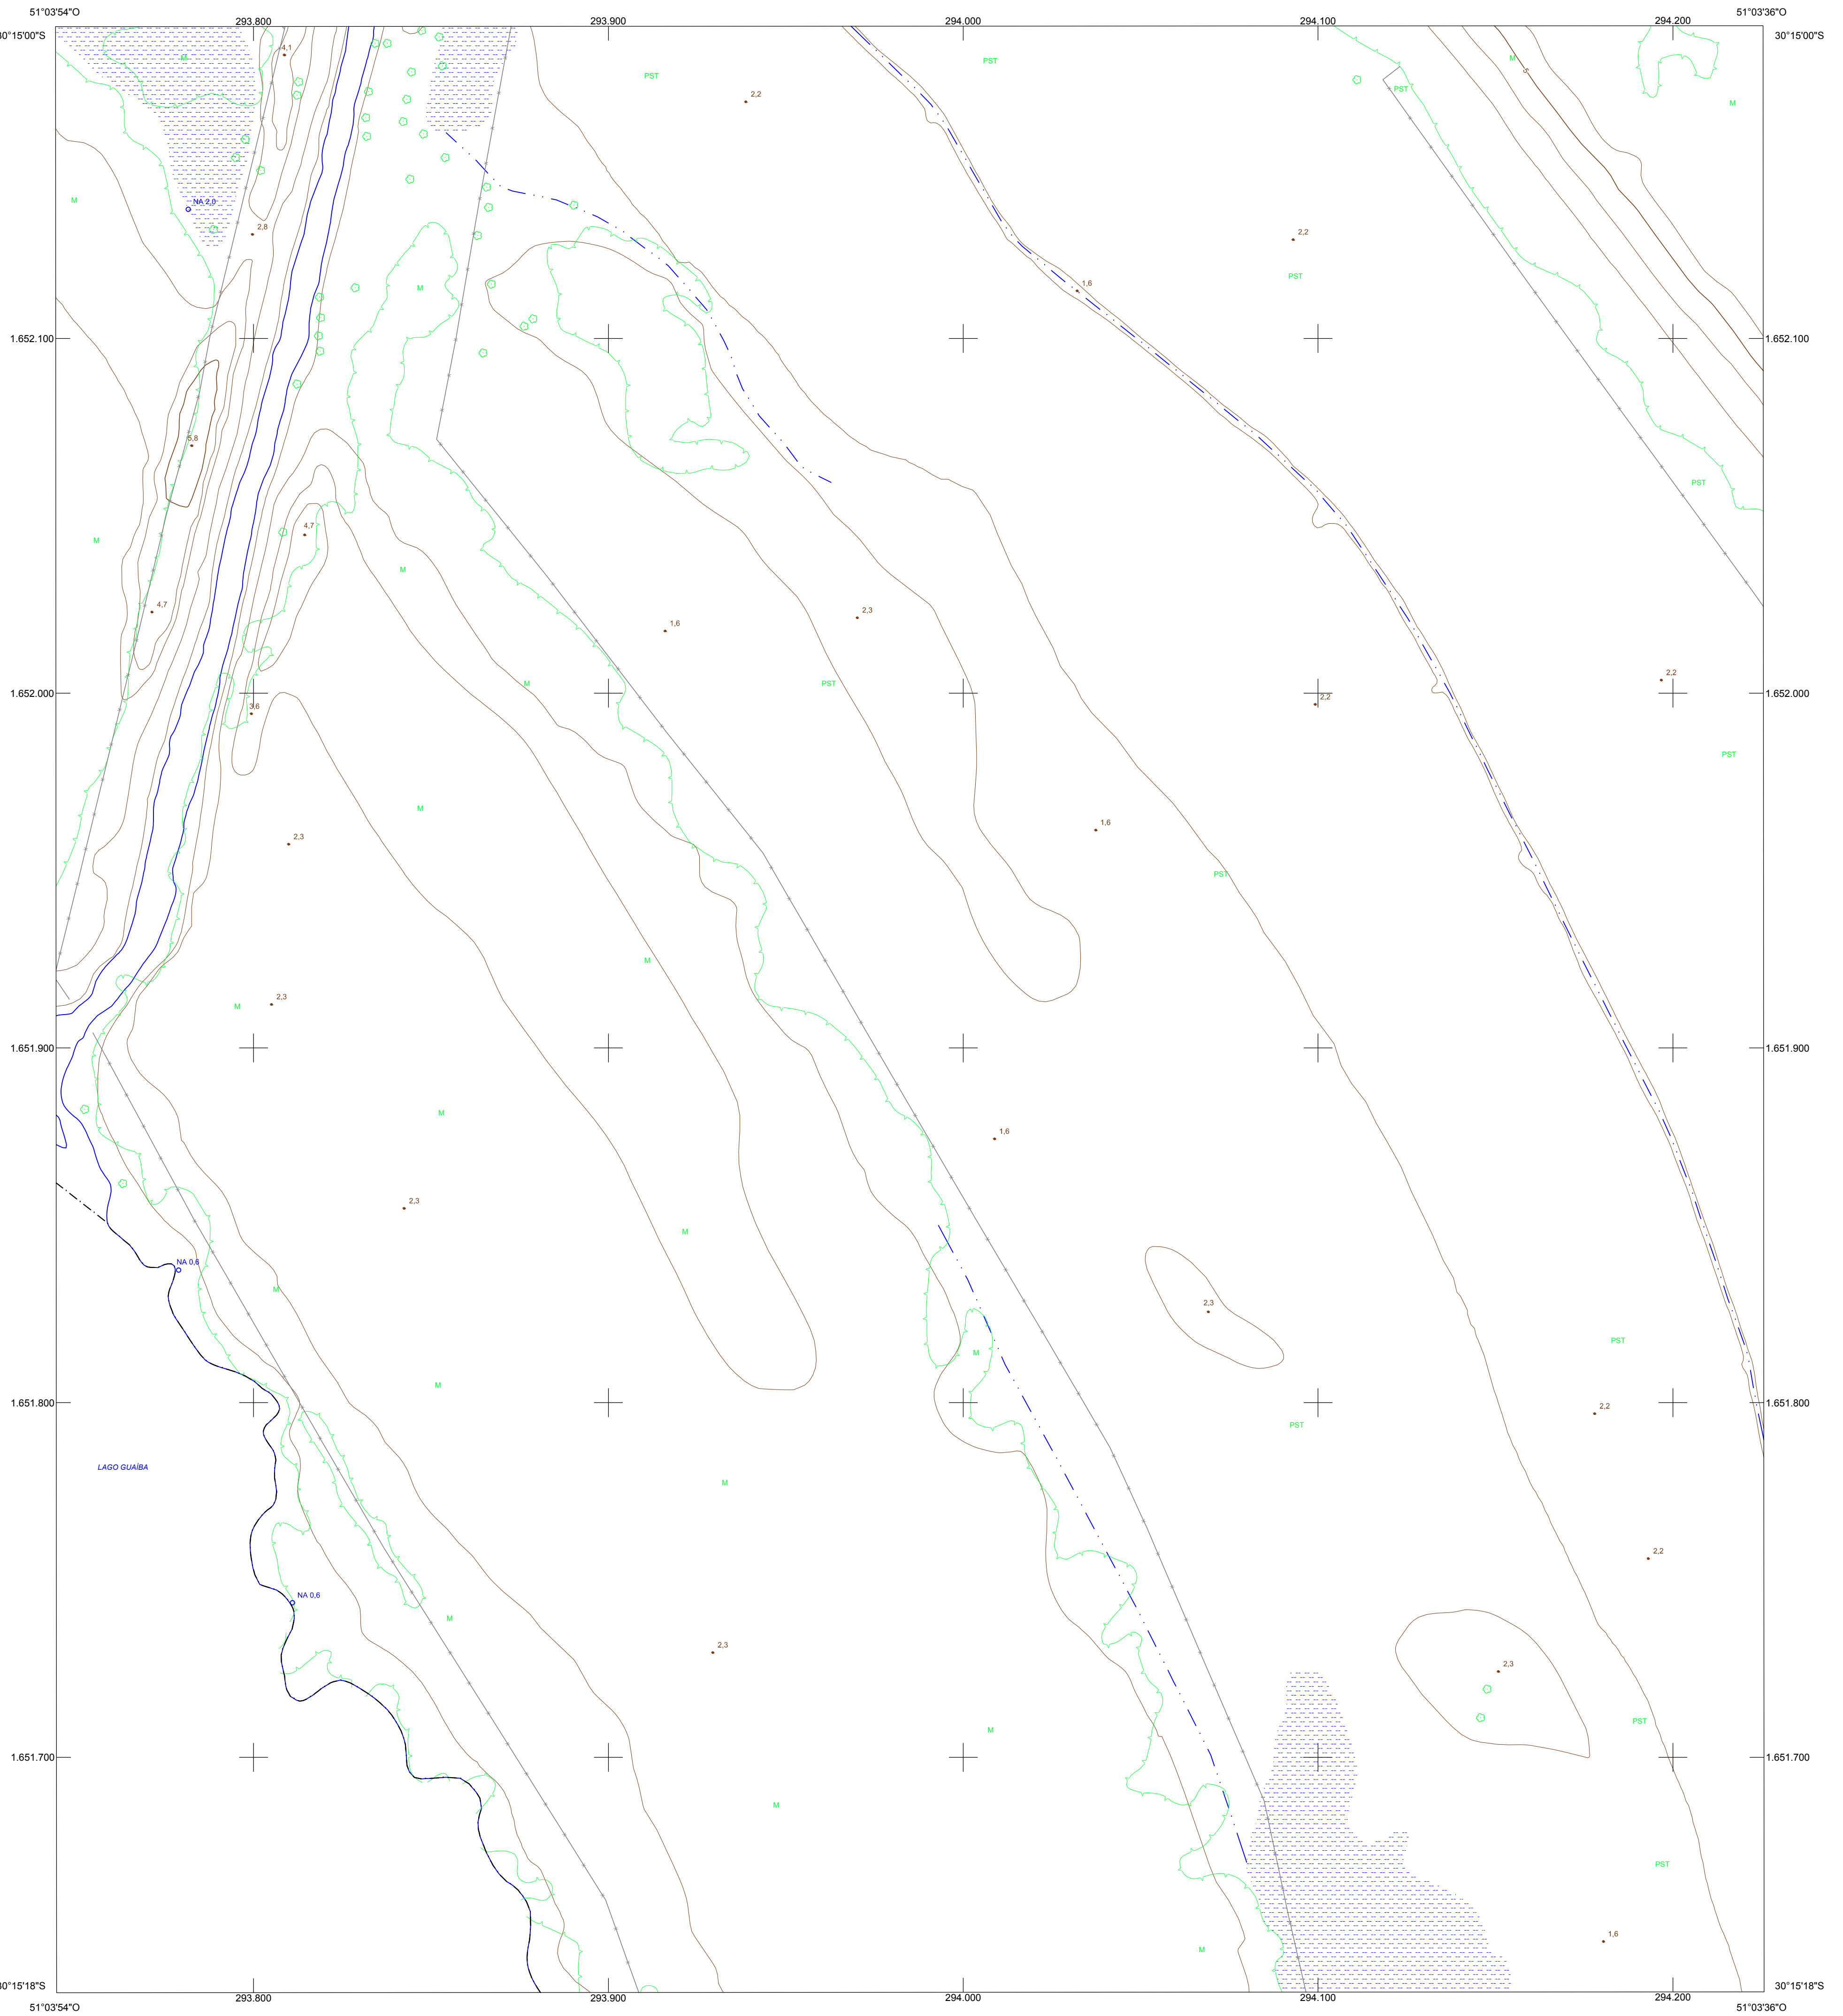 51°03'54"O
51°03'36"O
293.800
293.900
294.000
294.100
294.200
30°15'00"S
30°15'00"S
4,1
M
PST
PST
M
5
PST
M
2,2
M
NA 2,0
2,8
2,2
M
PST
1,6
1.652.100
1.652.100
5,8
PST
4,7
M
M
4,7
2,3
1,6
M
PST
2,2
1.652.000
1.652.000
2,2
3,6
PST
M
1,6
2,3
PST
M
2,3
M
1.651.900
1.651.900
M
1,6
2,3
M
NA 0,6
M
2,3
PST
M
M
1.651.800
1.651.800
2,2
PST
LAGO GUAÍBA
M
2,2
NA 0,6
M
2,3
2,3
PST
M
1.651.700
1.651.700
M
PST
1,6
M
30°15'18"S
30°15'18"S
293.800
293.900
294.000
294.100
294.200
51°03'54"O
51°03'36"O